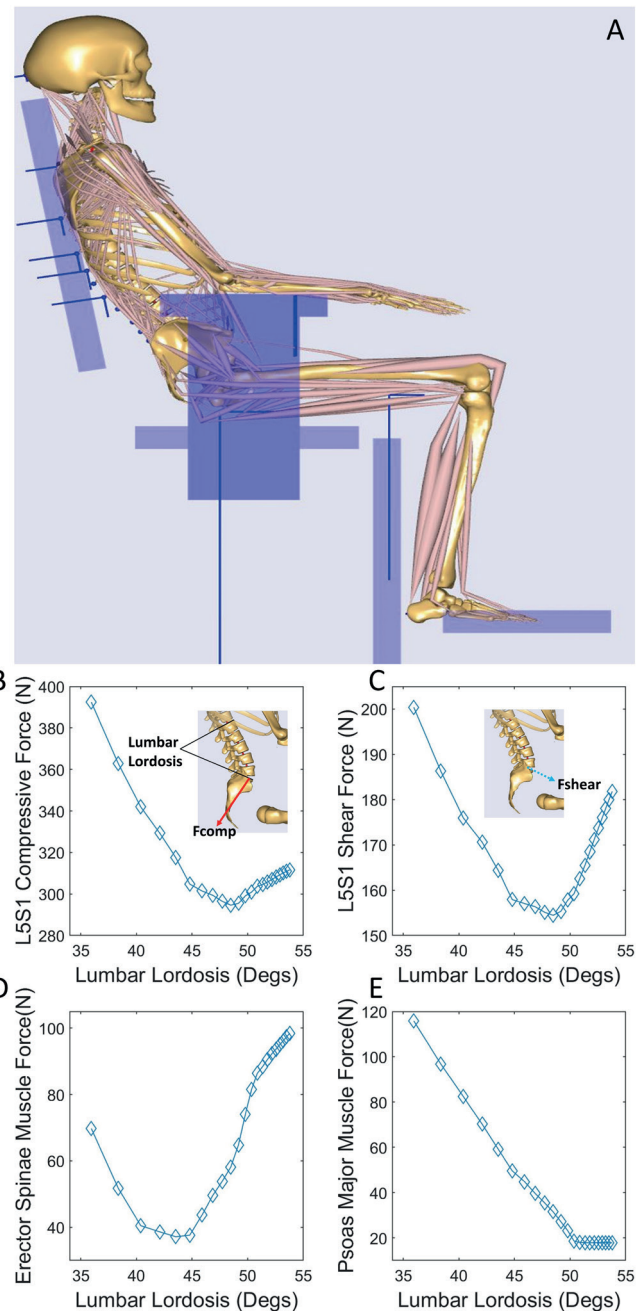 A
B
L5S1 Compressive Force (N)
400
380
360
340
320
300
280
35
40
45
50
55
Lumbar Lordosis (Degs)
Lumbar
Lordosis
Fcomp
C
L5S1 Shear Force (N)
200
190
180
170
160
150
35
40
45
50
55
Lumbar Lordosis (Degs)
Fshear
D
Erector Spinae Muscle Force(N)
100
80
60
40
35
40
45
50
55
Lumbar Lordosis (Degs)
E
Psoas Major Muscle Force(N)
120
100
80
60
40
20
35
40
45
50
55
Lumbar Lordosis (Degs)